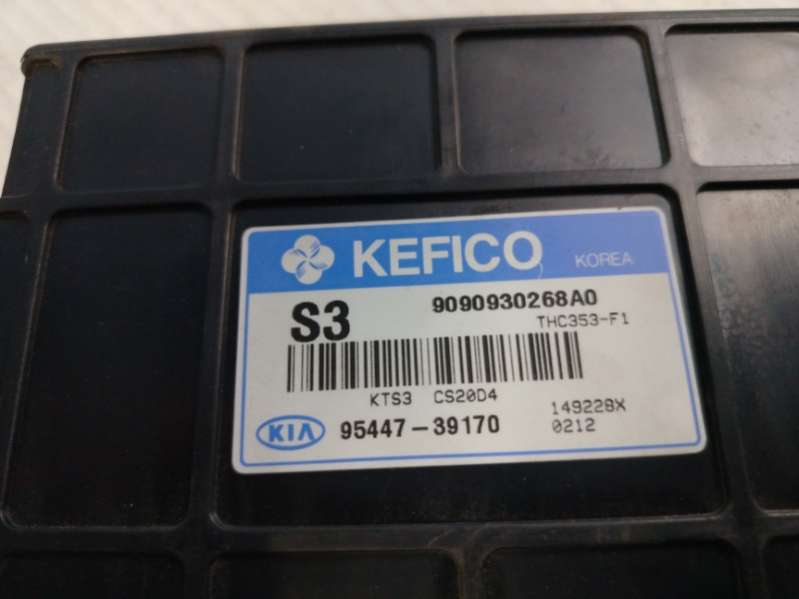 KEFICO KOREA
S3 9090930268A0
THC353-F1
KTS3 CS20D4
149228X
KIA 95447-39170 0212